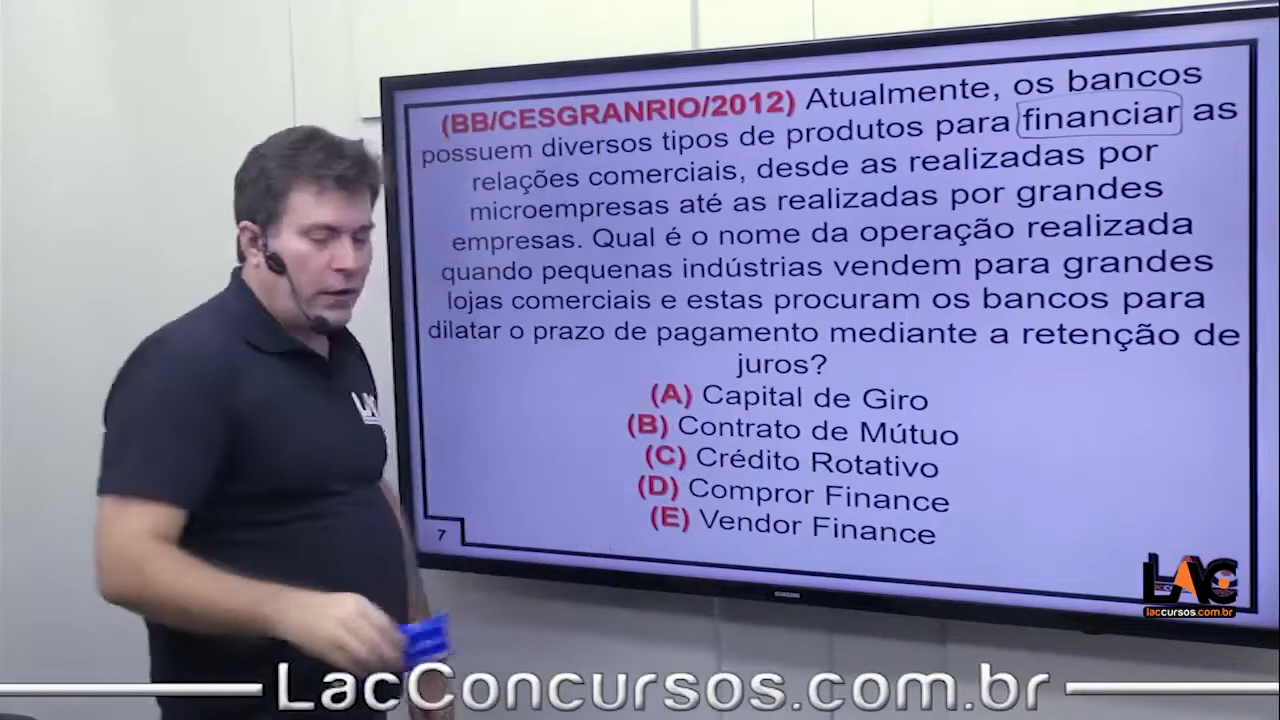 (BB/CESGRANRIO/2012) Atualmente, os bancos
possuem diversos tipos de produtos para financiar as
relações comerciais, desde as realizadas por
microempresas até as realizadas por grandes
empresas. Qual é o nome da operação realizada
quando pequenas indústrias vendem para grandes
lojas comerciais e estas procuram os bancos para
dilatar o prazo de pagamento mediante a retenção de
juros?
(A) Capital de Giro
(B) Contrato de Mútuo
(C) Crédito Rotativo
(D) Compror Finance
(E) Vendor Finance
7
LAC
laccursos.com.br
SAMSUNG
LacConcursos.com.br